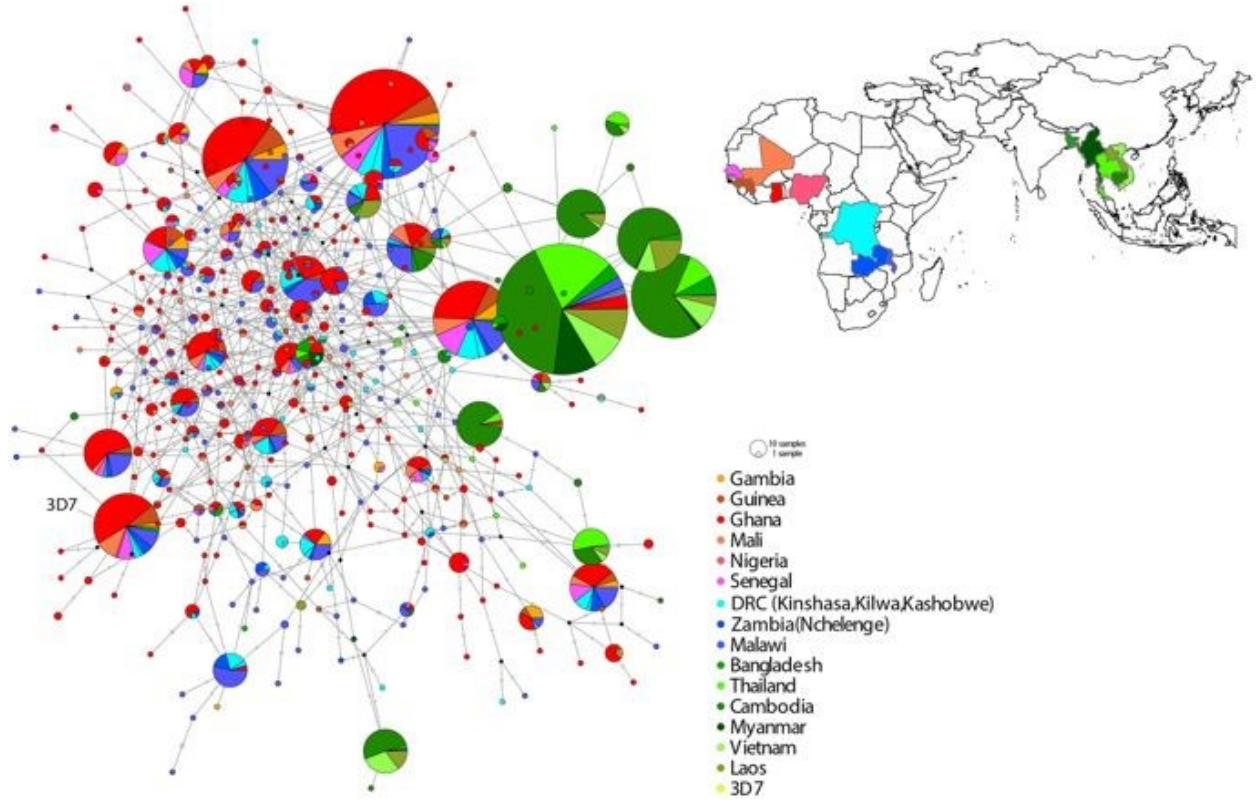 3D7
10 samples
1 sample
Gambia
Guinea
Ghana
Mali
Nigeria
Senegal
DRC (Kinshasa,Kilwa,Kashobwe)
Zambia(Nchelenge)
Malawi
Bangladesh
Thailand
Cambodia
Myanmar
Vietnam
Laos
3D7